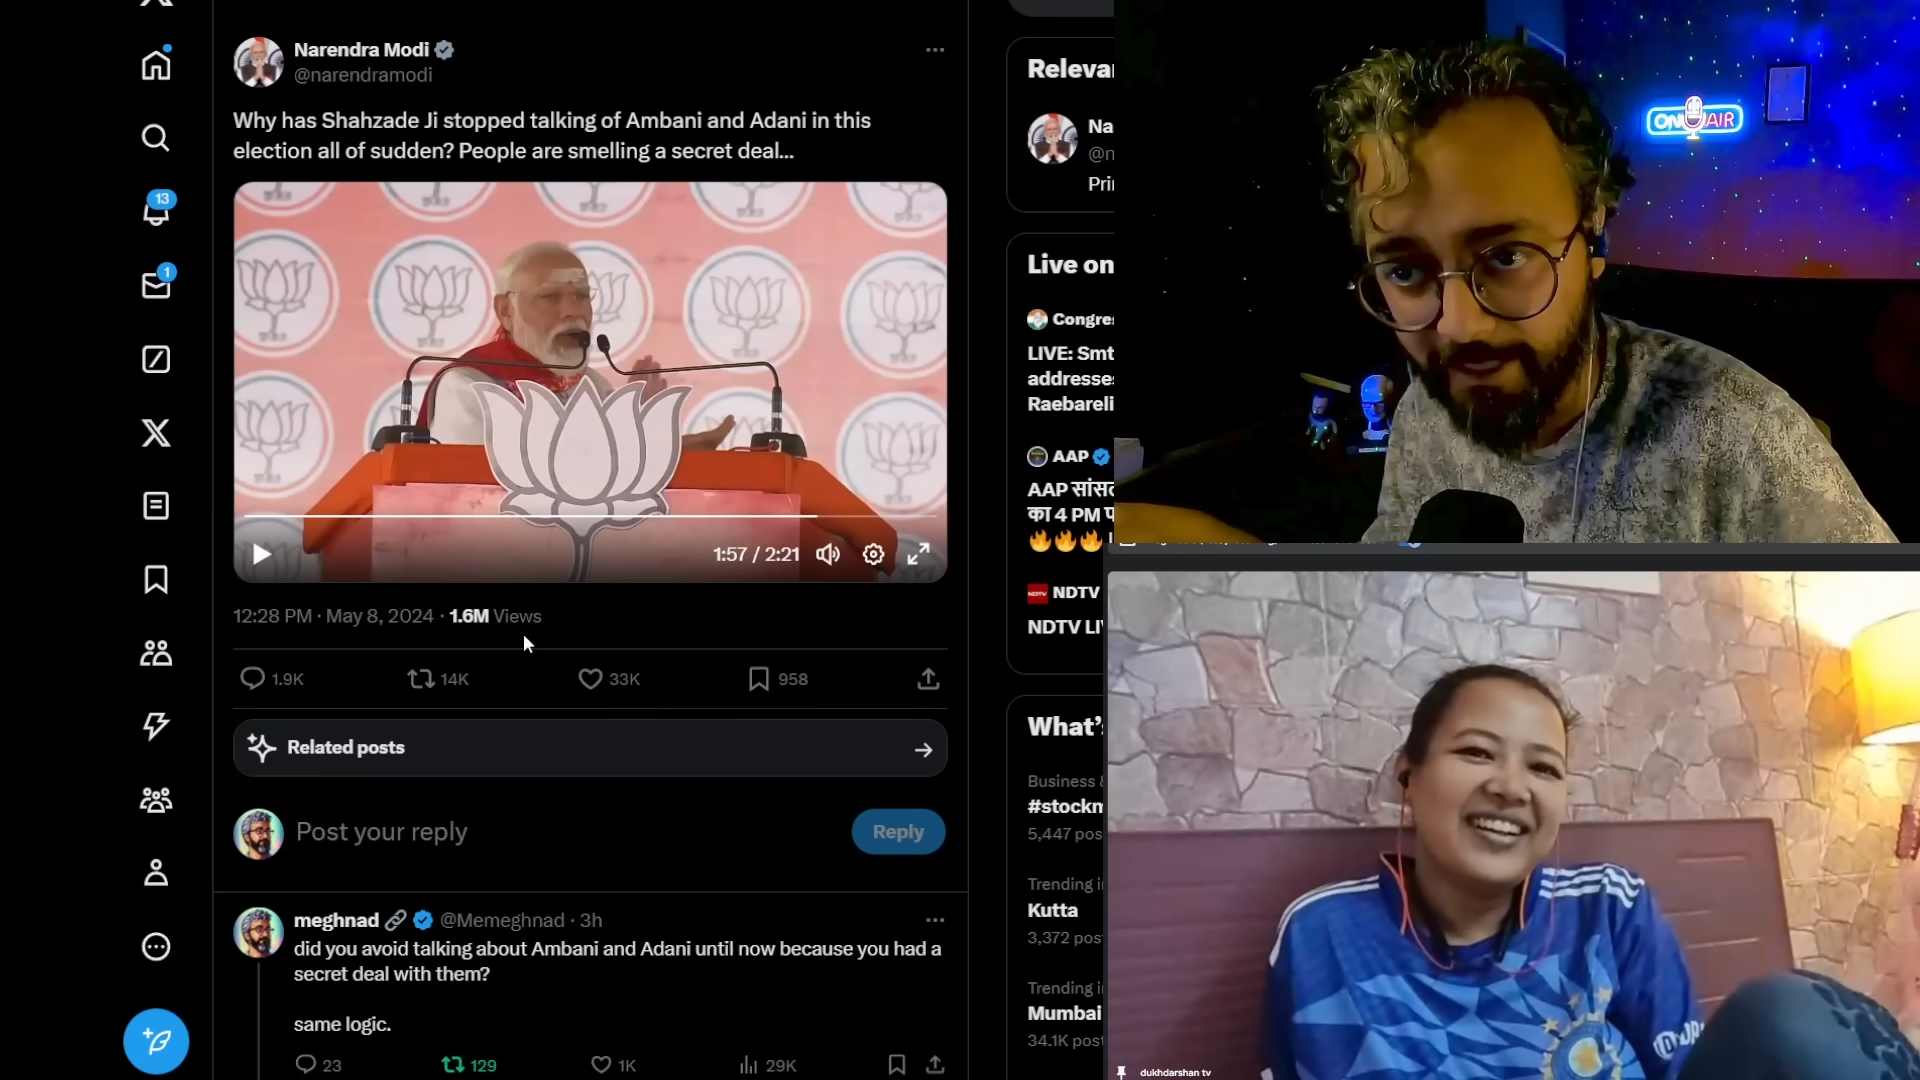 Narendra Modi
@narendramodi
Why has Shahzade Ji stopped talking of Ambani and Adani in this
election all of sudden? People are smelling a secret deal...
1:57 / 2:21
12:28 PM · May 8, 2024 · 1.6M Views
1.9K 14K 33K 958
Related posts
Post your reply
Reply
meghnad @Memeghnad · 3h
did you avoid talking about Ambani and Adani until now because you had a
secret deal with them?
same logic.
23 129 1K 29K
13
1
Relevan
Na
@n
Pri
Live on
Congres
LIVE: Smt
addresses
Raebareli
AAP
AAP सांसद
का 4 PM
NDTV
NDTV
NDTV LI
What's
Business &
#stockm
5,447 pos
Trending i
Kutta
3,372 pos
Trending i
Mumbai
34.1K post
ON AIR
dukhdarshan tv